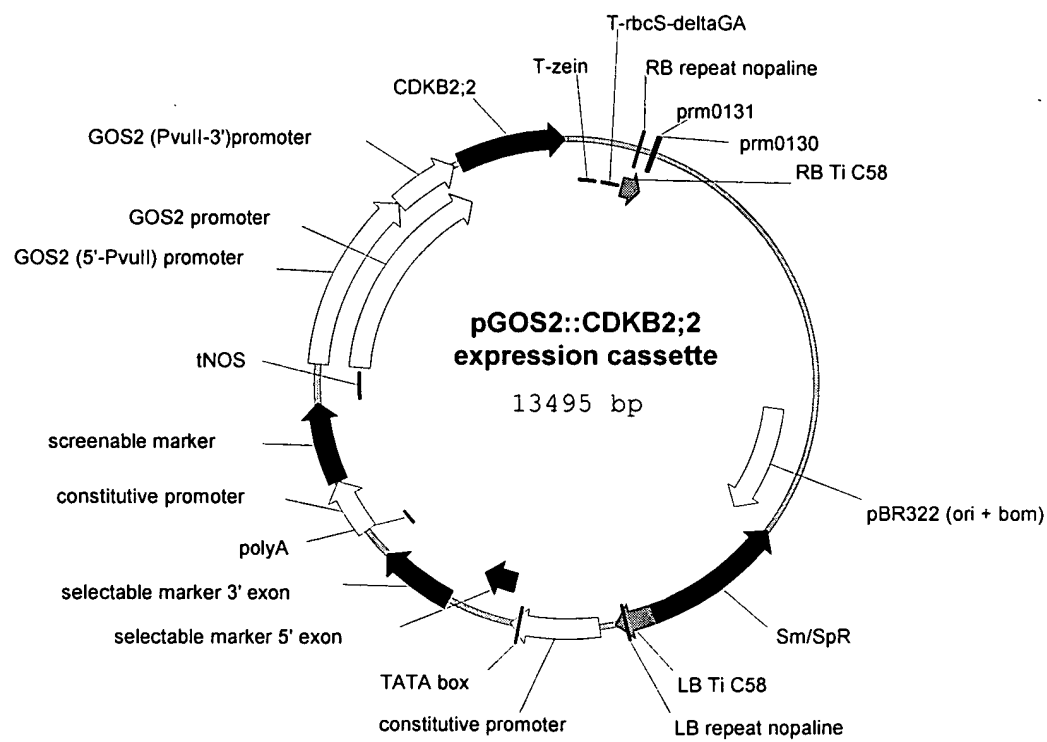 T-rbcS-deltaGA
T-zein
RB repeat nopaline
CDKB2;2
prm0131
GOS2 (PvuII-3')promoter
prm0130
RB Ti C58
GOS2 promoter
GOS2 (5'-PvuII) promoter
pGOS2::CDKB2;2
expression cassette
13495 bp
tNOS
screenable marker
constitutive promoter
pBR322 (ori + bom)
polyA
selectable marker 3' exon
selectable marker 5' exon
Sm/SpR
TATA box
LB Ti C58
constitutive promoter
LB repeat nopaline